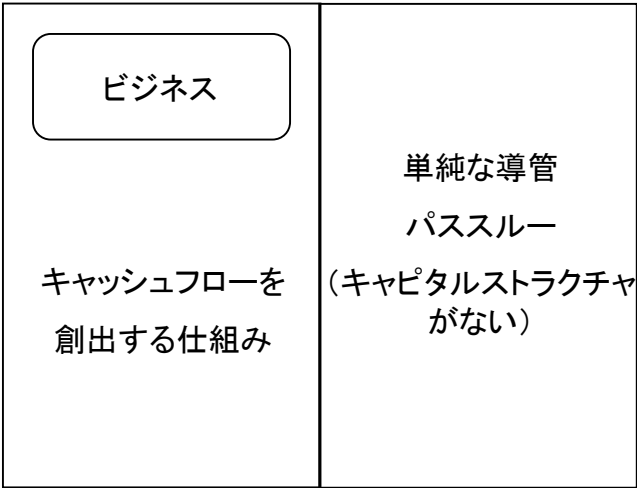 ビジネス
キャッシュフローを
創出する仕組み
単純な導管
パススルー
（キャピタルストラクチャ
がない）